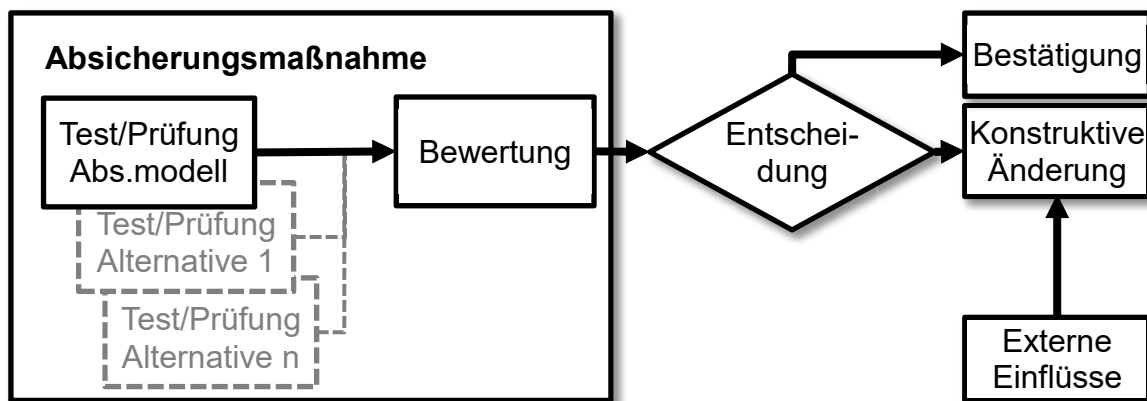 Absicherungsmaßnahme
Test/Prüfung
Abs.modell
Test/Prüfung
Alternative 1
Test/Prüfung
Alternative n
Bewertung
Entschei-
dung
Bestätigung
Konstruktive
Änderung
Externe
Einflüsse